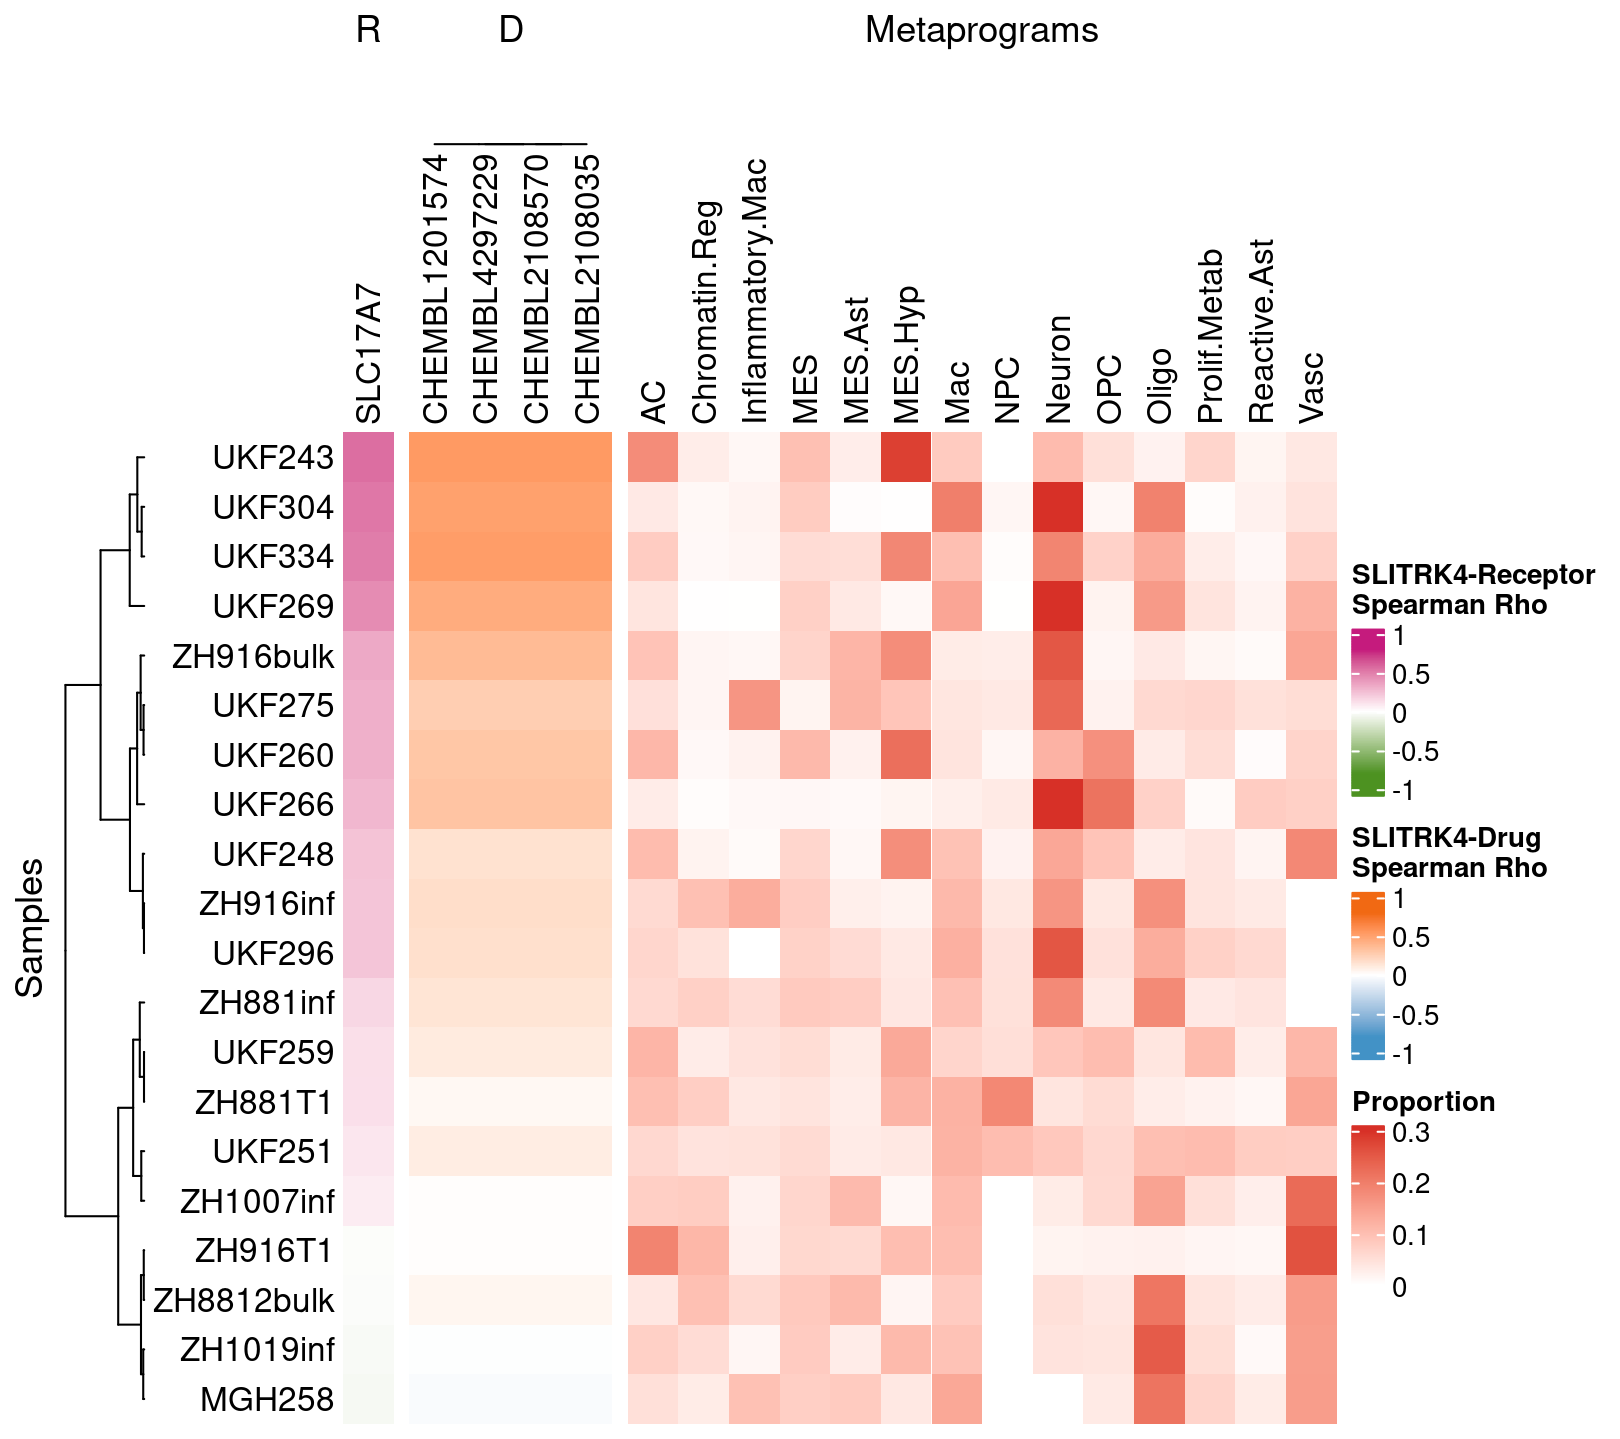 R D Metaprograms
CHEMBL1201574
CHEMBL4297229
CHEMBL2108570
CHEMBL2108035
SLC17A7
AC
Chromatin.Reg
Inflammatory.Mac
MES
MES.Ast
MES.Hyp
Mac
NPC
Neuron
OPC
Oligo
Prolif.Metab
Reactive.Ast
Vasc
Samples
UKF243
UKF304
UKF334
UKF269
ZH916bulk
UKF275
UKF260
UKF266
UKF248
ZH916inf
UKF296
ZH881inf
UKF259
ZH881T1
UKF251
ZH1007inf
ZH916T1
ZH8812bulk
ZH1019inf
MGH258
SLITRK4-Receptor
Spearman Rho
1
0.5
0
-0.5
-1
SLITRK4-Drug
Spearman Rho
1
0.5
0
-0.5
-1
Proportion
0.3
0.2
0.1
0